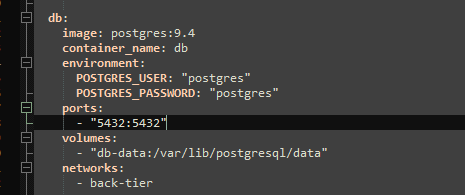 db:
image: postgres:9.4
container_name: db
environment:
POSTGRES_USER: "postgres"
POSTGRES_PASSWORD: "postgres"
ports:
- "5432:5432"
volumes:
- "db-data:/var/lib/postgresql/data"
networks:
- back-tier